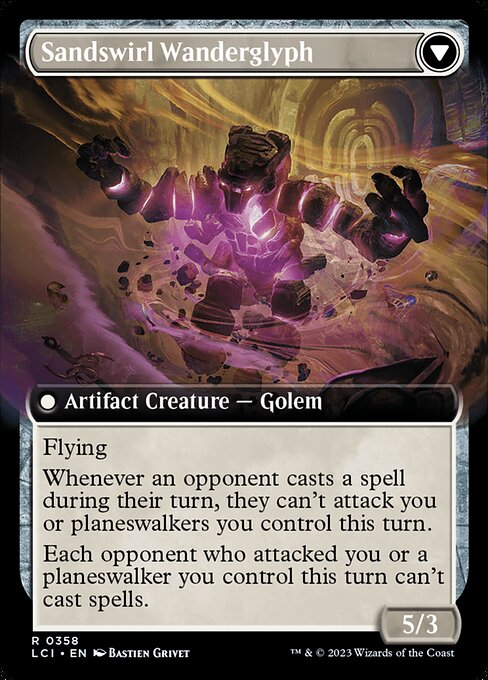 Sandswirl Wanderglyph
Artifact Creature — Golem
Flying
Whenever an opponent casts a spell
during their turn, they can't attack you
or planeswalkers you control this turn.
Each opponent who attacked you or a
planeswalker you control this turn can't
cast spells.
5/3
R 0358
LCI • EN Bastien Grivet
™ & © 2023 Wizards of the Coast